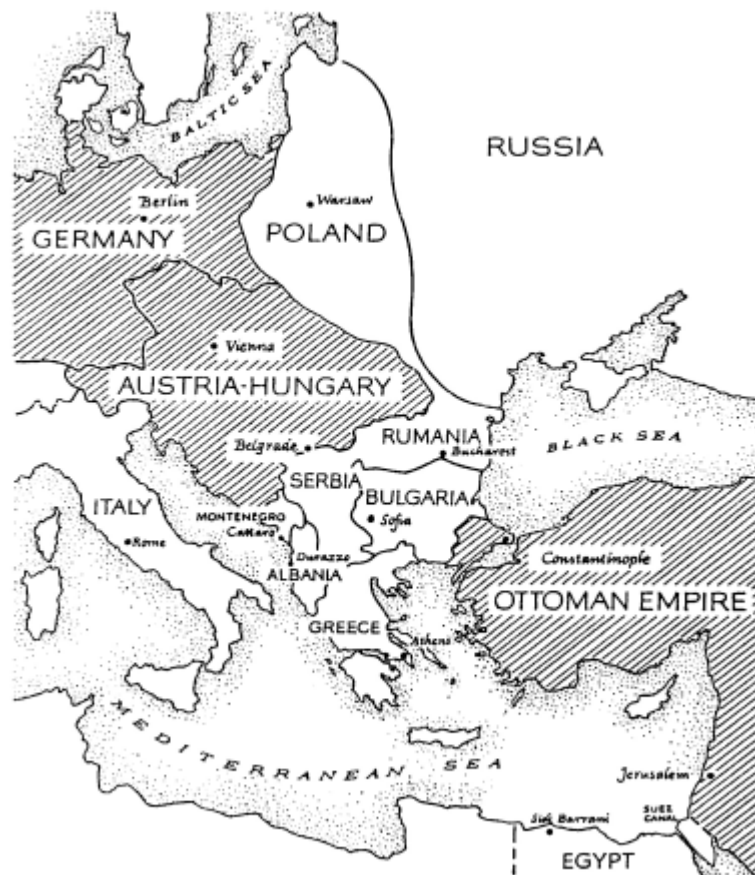 BALTIC SEA
RUSSIA
Berlin
Warsaw
GERMANY
POLAND
Vienna
AUSTRIA-HUNGARY
Belgrade
RUMANIA
Bucharest
BLACK SEA
SERBIA
BULGARIA
ITALY
MONTENEGRO
Sofia
Rome
Cattaro
Durazzo
Constantinople
ALBANIA
OTTOMAN EMPIRE
GREECE
Athens
MEDITERRANEAN SEA
Jerusalem
Sidi Barrani
SUEZ
CANAL
EGYPT